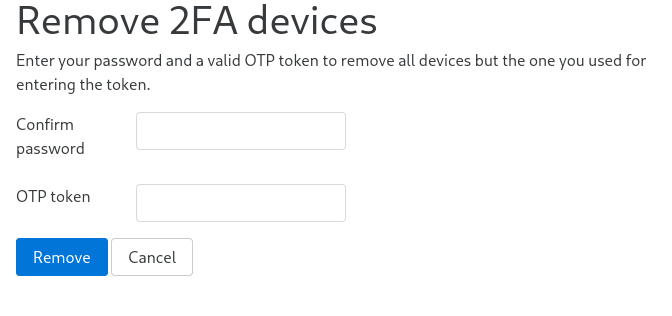 Remove 2FA devices
Enter your password and a valid OTP token to remove all devices but the one you used for
entering the token.
Confirm
password
OTP token
Remove Cancel